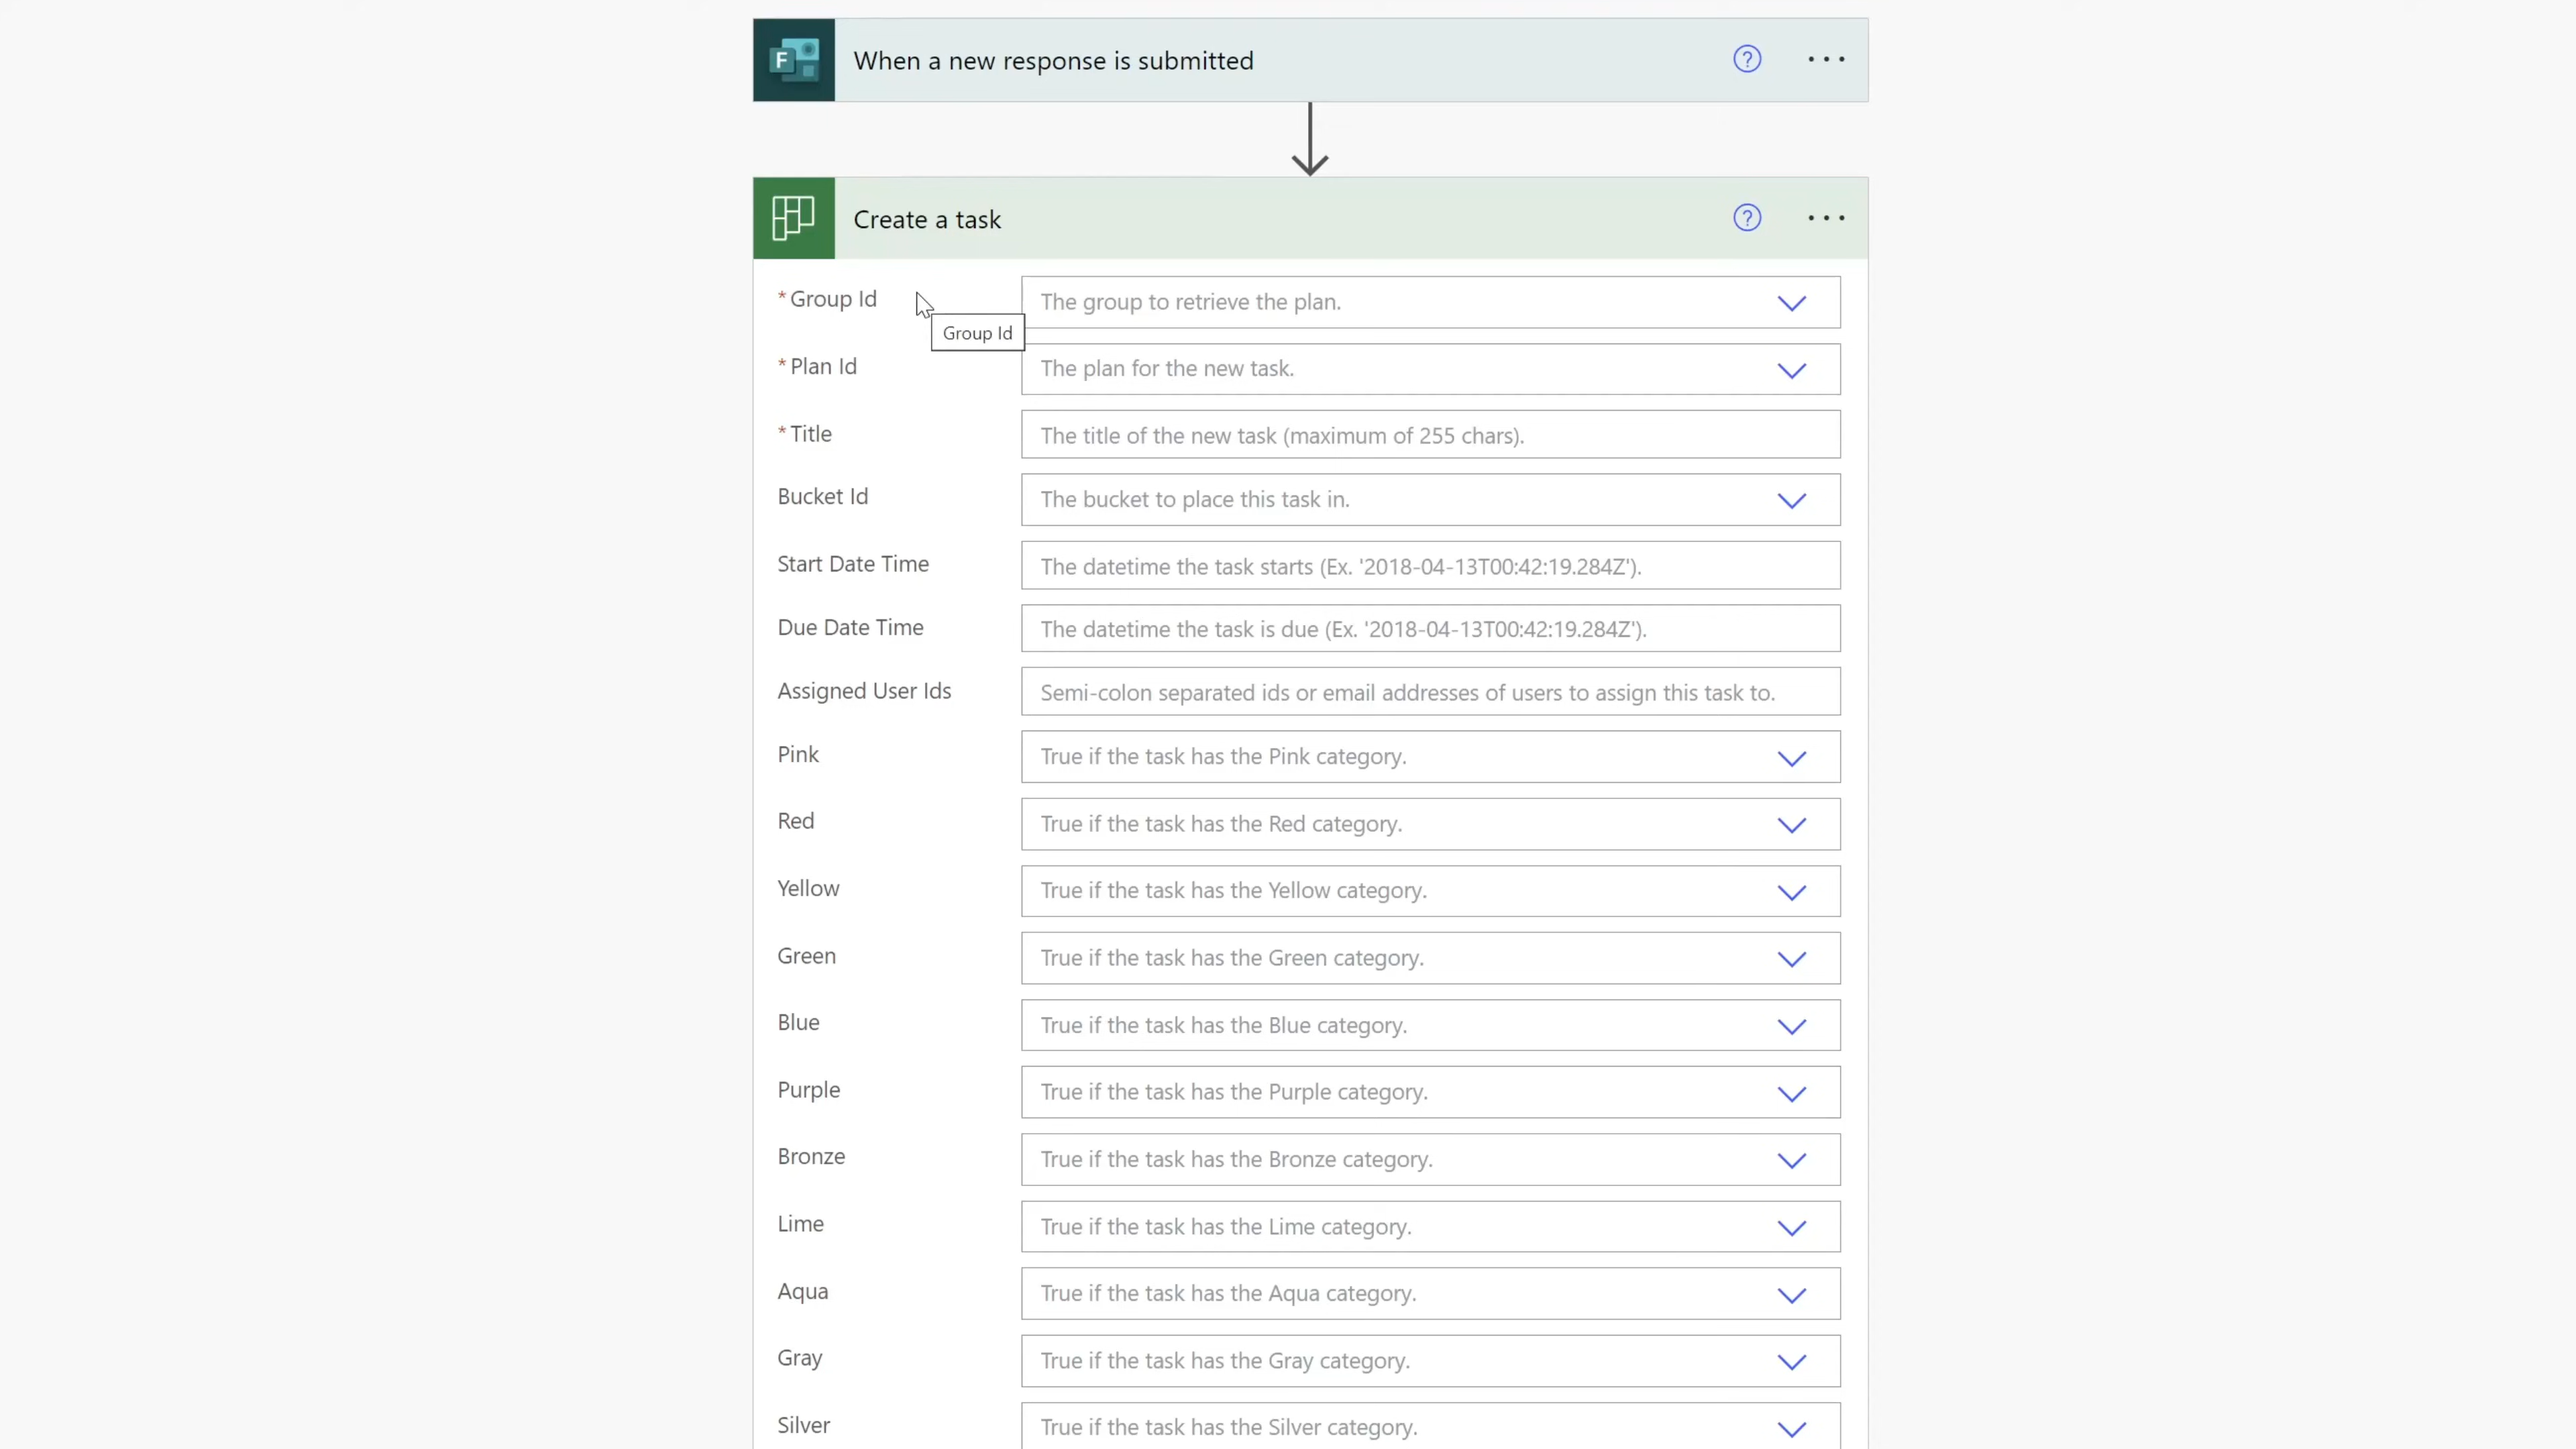 F
When a new response is submitted
?
Create a task
?
* Group Id
The group to retrieve the plan.
Group Id
* Plan Id
The plan for the new task.
* Title
The title of the new task (maximum of 255 chars).
Bucket Id
The bucket to place this task in.
Start Date Time
The datetime the task starts (Ex. '2018-04-13T00:42:19.284Z').
Due Date Time
The datetime the task is due (Ex. '2018-04-13T00:42:19.284Z').
Assigned User Ids
Semi-colon separated ids or email addresses of users to assign this task to.
Pink
True if the task has the Pink category.
Red
True if the task has the Red category.
Yellow
True if the task has the Yellow category.
Green
True if the task has the Green category.
Blue
True if the task has the Blue category.
Purple
True if the task has the Purple category.
Bronze
True if the task has the Bronze category.
Lime
True if the task has the Lime category.
Aqua
True if the task has the Aqua category.
Gray
True if the task has the Gray category.
Silver
True if the task has the Silver category.